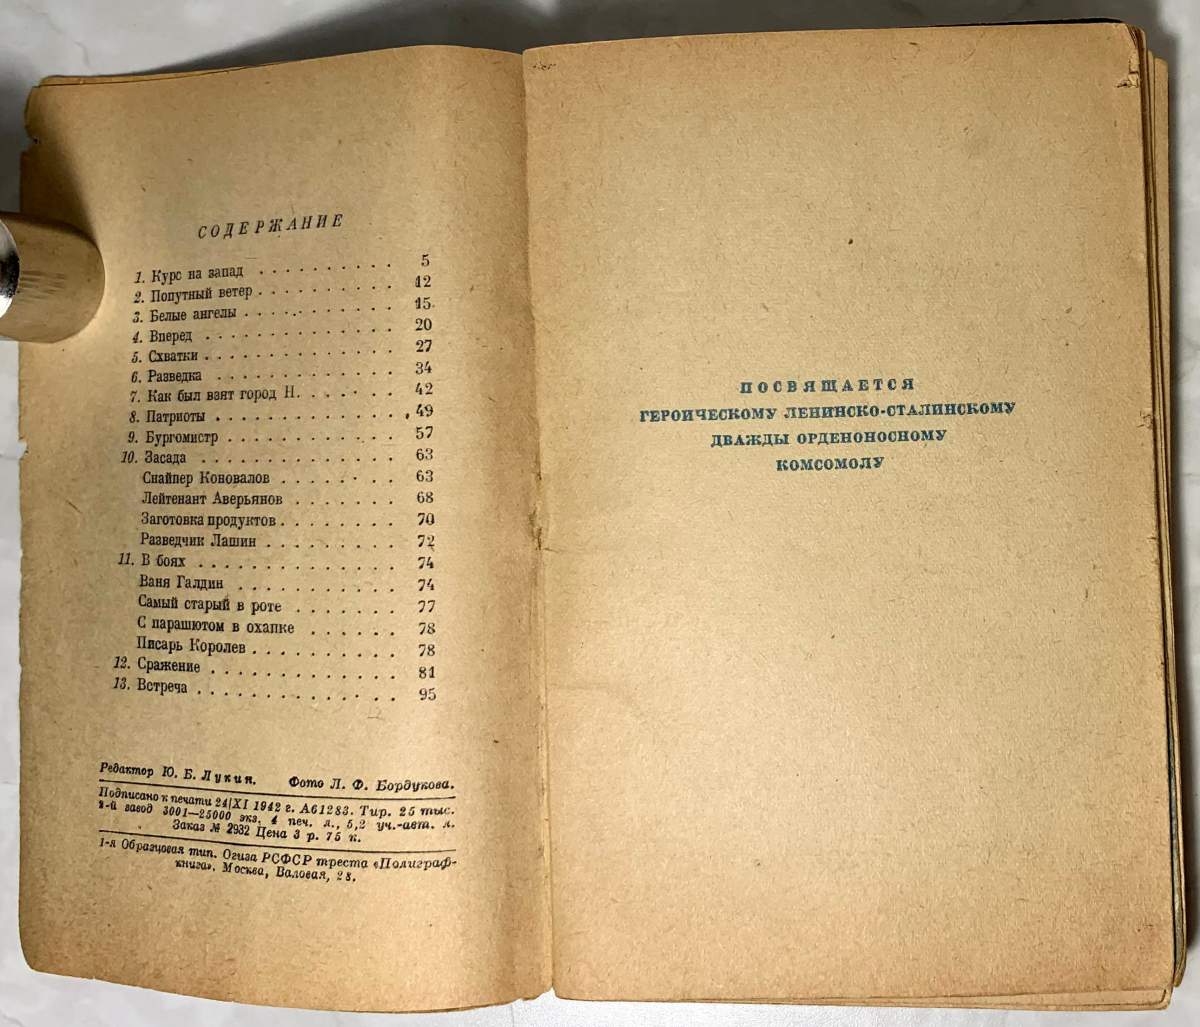 СОДЕРЖАНИЕ
1. Курс на запад . . . . . . . . . . 5
2. Попутный ветер . . . . . . . . . . 12
3. Белые ангелы . . . . . . . . . . 15
4. Вперед . . . . . . . . . . 20
5. Схватки . . . . . . . . . . 27
6. Разведка . . . . . . . . . . 34
7. Как был взят город Н. . . . . . . 42
8. Патриоты . . . . . . . . . . 49
9. Бургомистр . . . . . . . . . . 57
10. Засада . . . . . . . . . . 63
Снайпер Коновалов . . . . . . . . 63
Лейтенант Аверьянов . . . . . . . 68
Заготовка продуктов . . . . . . . . 70
Разведчик Лашин . . . . . . . . . 72
11. В боях . . . . . . . . . . 74
Ваня Галдин . . . . . . . . . . 74
Самый старый в роте . . . . . . . 77
С парашютом в охапке . . . . . . 78
Писарь Королев . . . . . . . . . . 78
12. Сражение . . . . . . . . . . 81
13. Встреча . . . . . . . . . . 95
Редактор Ю. Б. Лукин. Фото Л. Ф. Бордукова.
Подписано к печати 24/XI 1942 г. А61283. Тир. 25 тыс.
2-й завод 3001—25000 экз. 4 печ. л., 5,2 уч.-авт. л.
Заказ № 2932 Цена 3 р. 75 к.
1-я Образцовая тип. Огиза РСФСР треста «Полиграф-
книга». Москва, Валовая, 28.
ПОСВЯЩАЕТСЯ
ГЕРОИЧЕСКОМУ ЛЕНИНСКО-СТАЛИНСКОМУ
ДВАЖДЫ ОРДЕНОНОСНОМУ
КОМСОМОЛУ